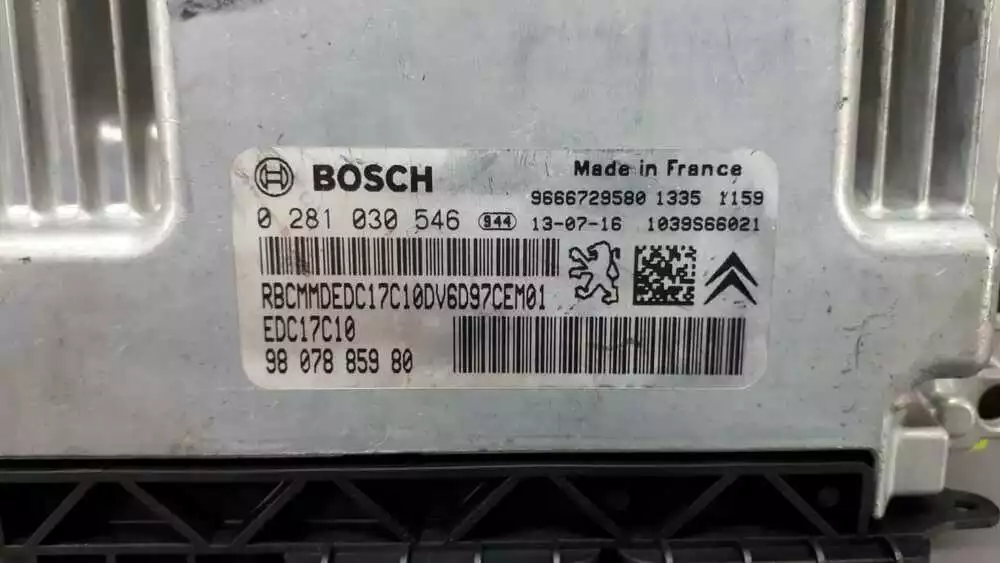 BOSCH
Made in France
9666729580 1335 Y159
0 281 030 546 944 13-07-16 1039S66021
RBCMMDEDC17C10DV6D97CEM01
EDC17C10
98 078 859 80